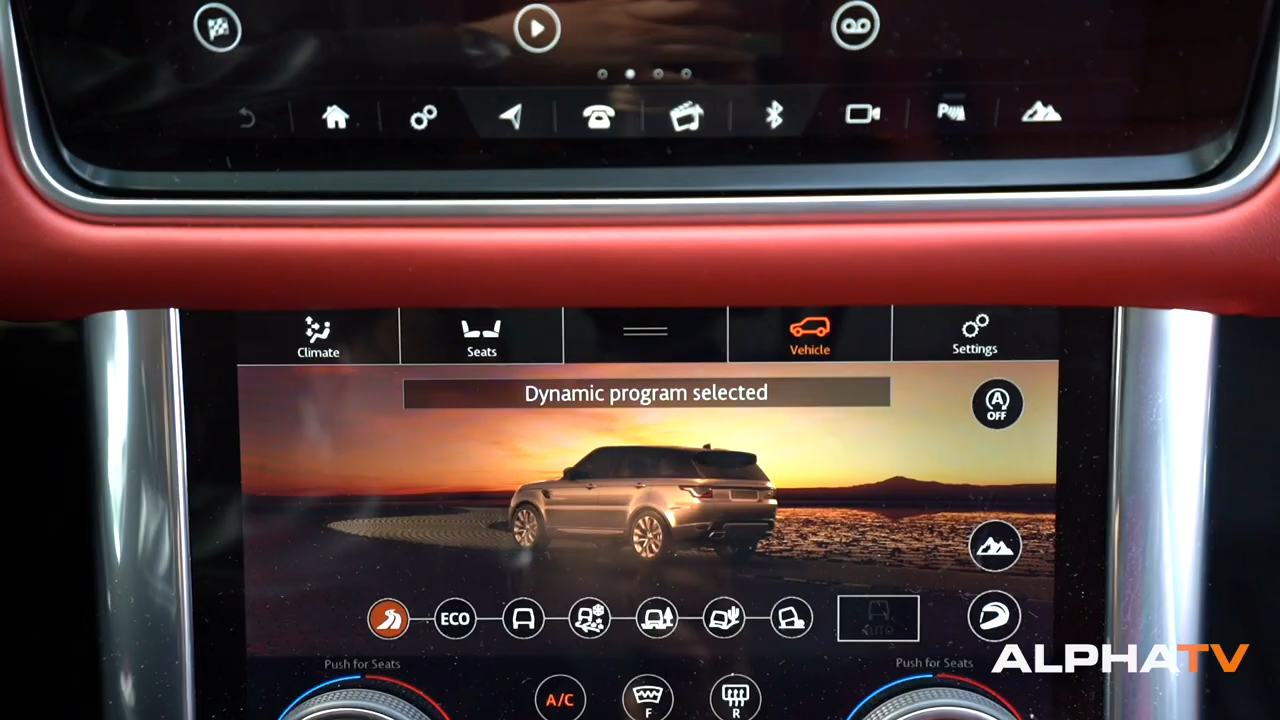 P
Climate
Seats
Vehicle
Settings
Dynamic program selected
A
OFF
ECO
AUTO
ALPHATV
Push for Seats
Push for Seats
A/C
F
R